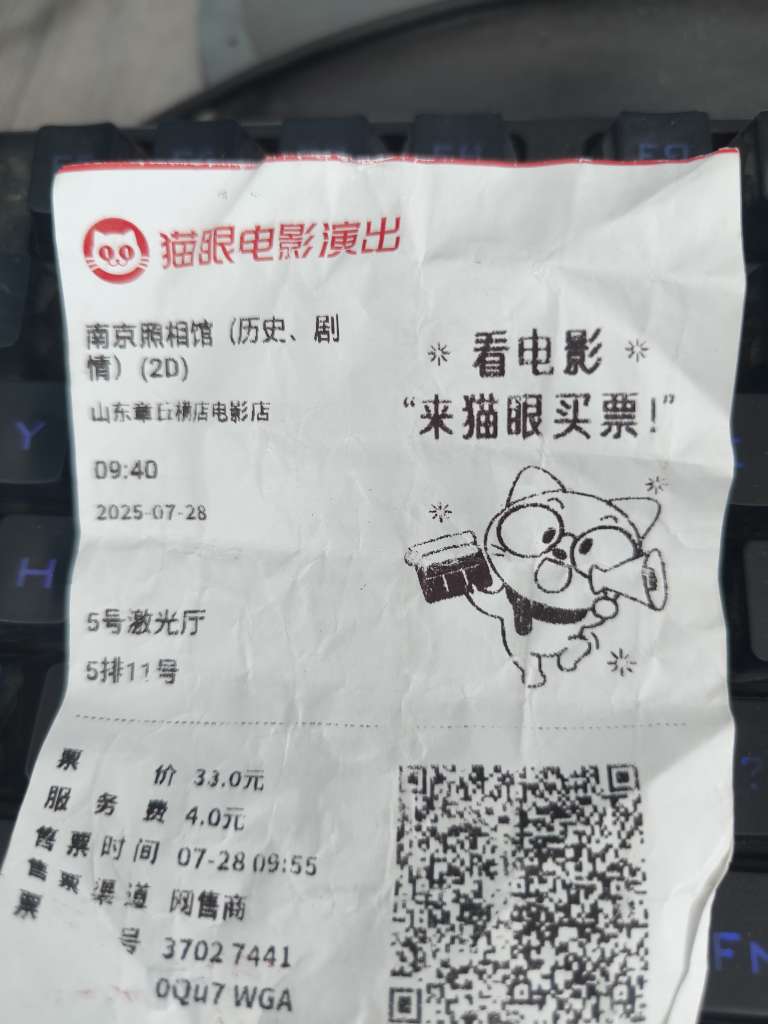 猫眼电影演出
南京照相馆（历史、剧
情）(2D)
山东章丘横店电影店
09:40
2025-07-28
5号激光厅
5排11号
看电影
“来猫眼买票！”
票 价 33.0元
服 务 费 4.0元
售票时间 07-28 09:55
售票渠道 网售商
票 号 3702 7441
0Qu7 WGA
Y
H
F9
?
FN